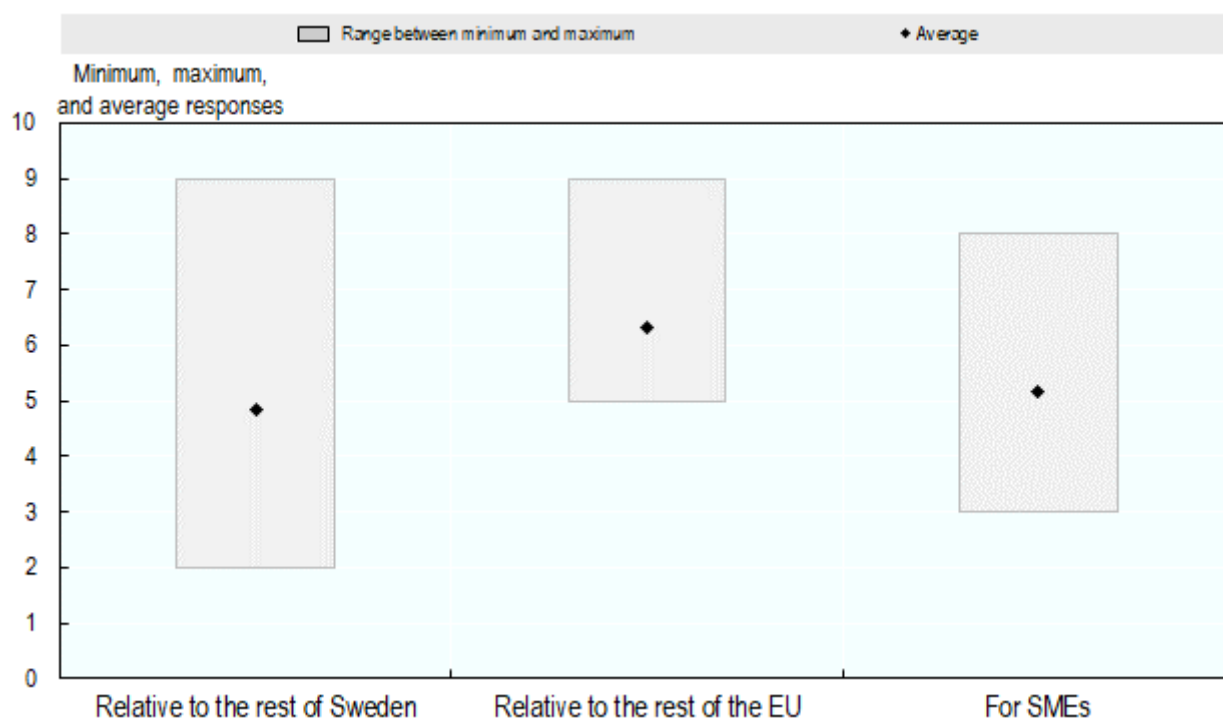 Range between minimum and maximum
Average
Minimum, maximum,
and average responses
10
9
8
7
6
5
4
3
2
1
0
Relative to the rest of Sweden
Relative to the rest of the EU
For SMEs